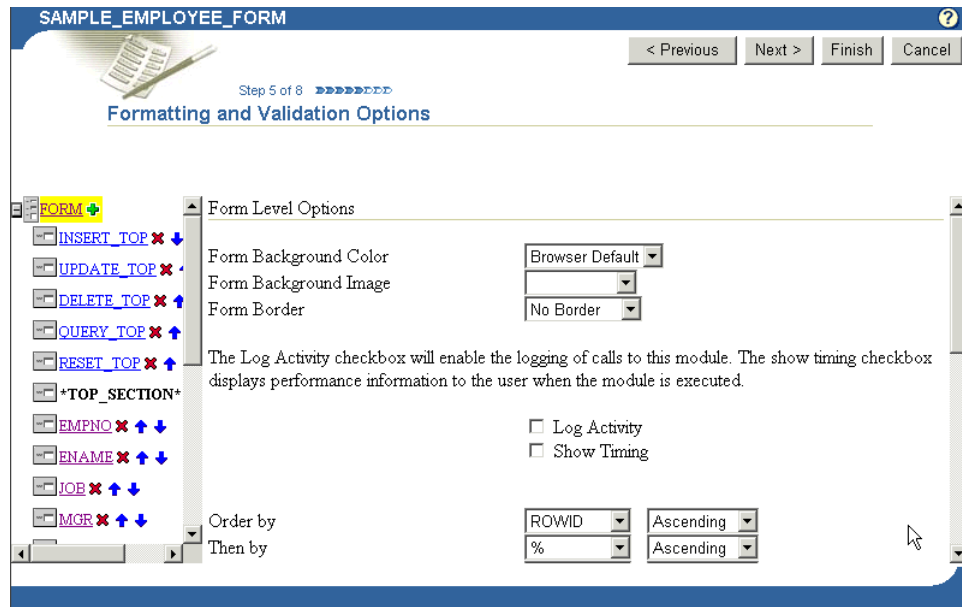 SAMPLE_EMPLOYEE_FORM
?
< Previous
Next >
Finish
Cancel
Step 5 of 8
Formatting and Validation Options
FORM
INSERT_TOP
UPDATE_TOP
DELETE_TOP
QUERY_TOP
RESET_TOP
*TOP_SECTION*
EMPNO
ENAME
JOB
MGR
Form Level Options
Form Background Color
Browser Default
Form Background Image
Form Border
No Border
The Log Activity checkbox will enable the logging of calls to this module. The show timing checkbox
displays performance information to the user when the module is executed.
Log Activity
Show Timing
Order by
ROWID
Ascending
Then by
%
Ascending